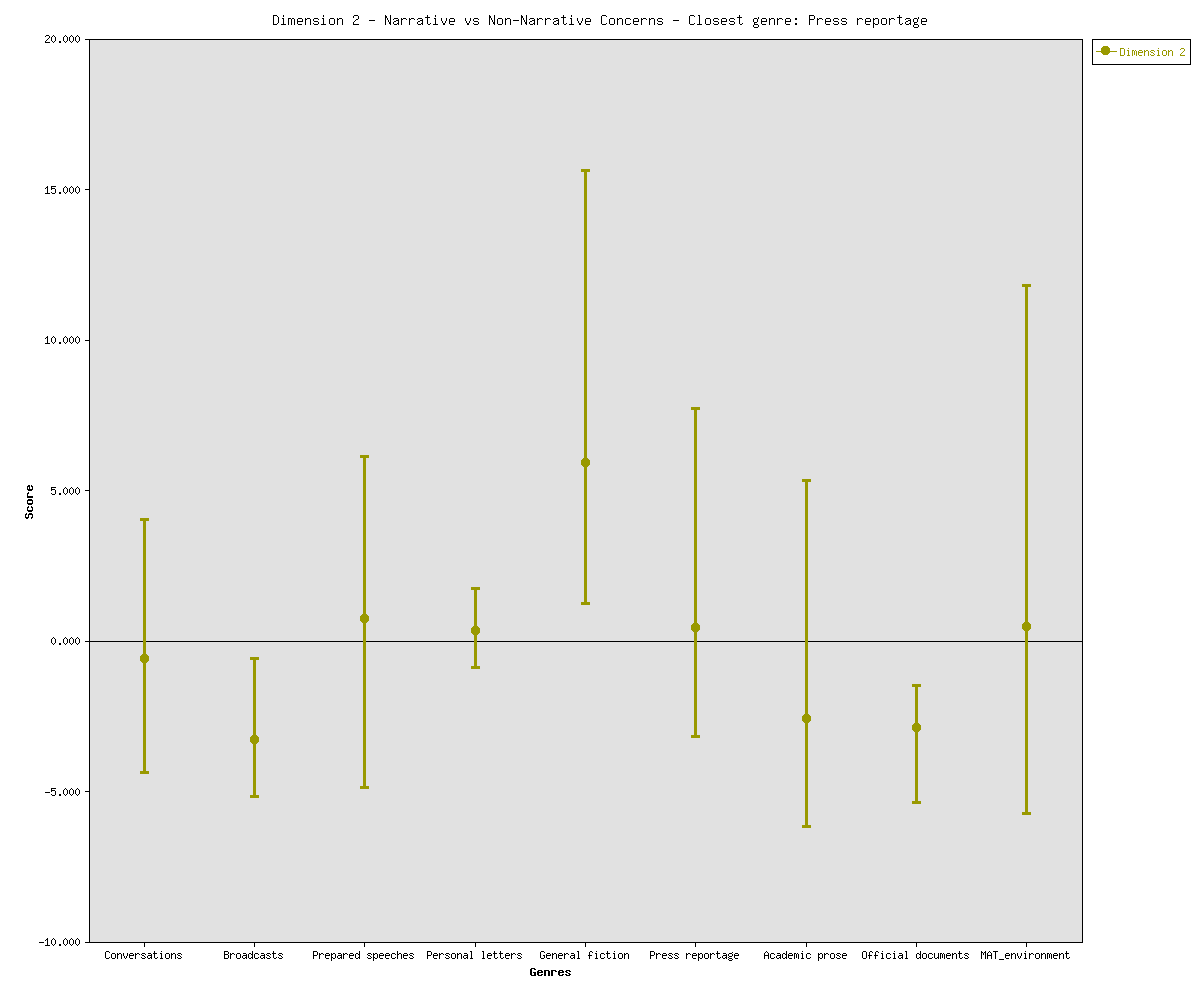 Dimension 2 - Narrative vs Non-Narrative Concerns - Closest genre: Press reportage
Dimension 2
20.000
15.000
10.000
5.000
0.000
-5.000
-10.000
Score
Conversations
Broadcasts
Prepared speeches
Personal letters
General fiction
Press reportage
Academic prose
Official documents
MAT_environment
Genres